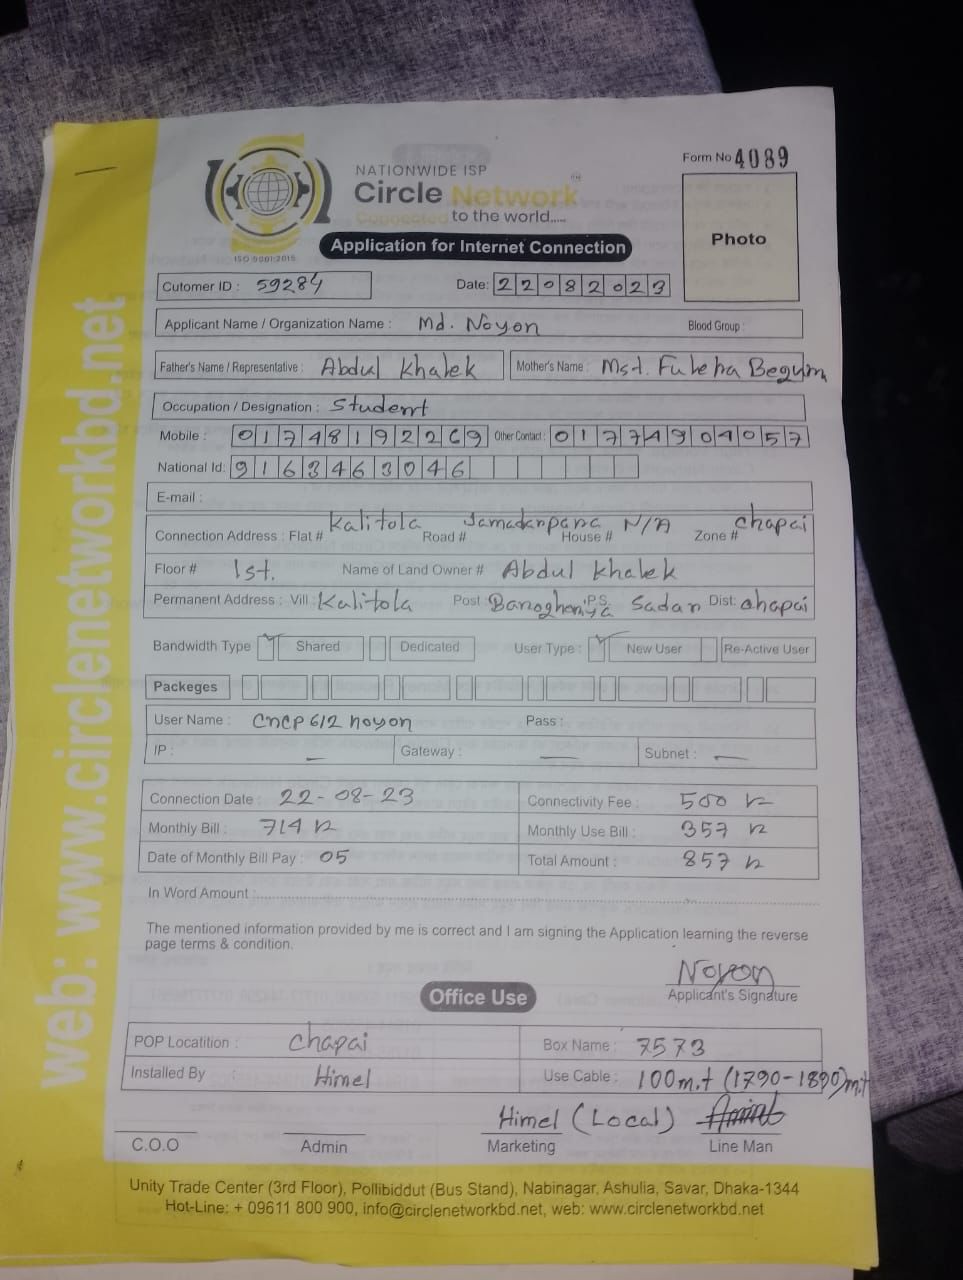 Form No 4089
NATIONWIDE ISP
Circle Network
Connected to the world.....
ISO 9001:2015
Application for Internet Connection
Photo
Cutomer ID : 59284 Date: 22082023
Applicant Name / Organization Name : Md. Noyon Blood Group :
Father's Name / Representative : Abdul Khalek Mother's Name : Mst. Begum
Occupation / Designation : Student
Mobile : 01748192269 Other Contact : 01774904057
National Id: 9163463046
E-mail :
Connection Address : Flat # Kalitola Road # House # N/A Zone # Chapai
Floor # 1st. Name of Land Owner # Abdul Khalek
Permanent Address : Vill : Kalitola Post : P.S. Sadar Dist: Chapai
Bandwidth Type Shared Dedicated User Type : New User Re-Active User
Packeges
User Name : cncp612noyon Pass :
IP : — Gateway : — Subnet : —
Connection Date : 22-08-23 Connectivity Fee : 500
Monthly Bill : 714 Monthly Use Bill : 357
Date of Monthly Bill Pay : 05 Total Amount : 857
In Word Amount :
The mentioned information provided by me is correct and I am signing the Application learning the reverse
page terms & condition.
Noyon
Applicant's Signature
Office Use
POP Locatition : Chapai Box Name : 7573
Installed By : Himel Use Cable : 100m.t (1790-1890)m.t
Himel (Local)
C.O.O Admin Marketing Line Man
Unity Trade Center (3rd Floor), Pollibiddut (Bus Stand), Nabinagar, Ashulia, Savar, Dhaka-1344
Hot-Line: + 09611 800 900, info@circlenetworkbd.net, web: www.circlenetworkbd.net
web: www.circlenetworkbd.net